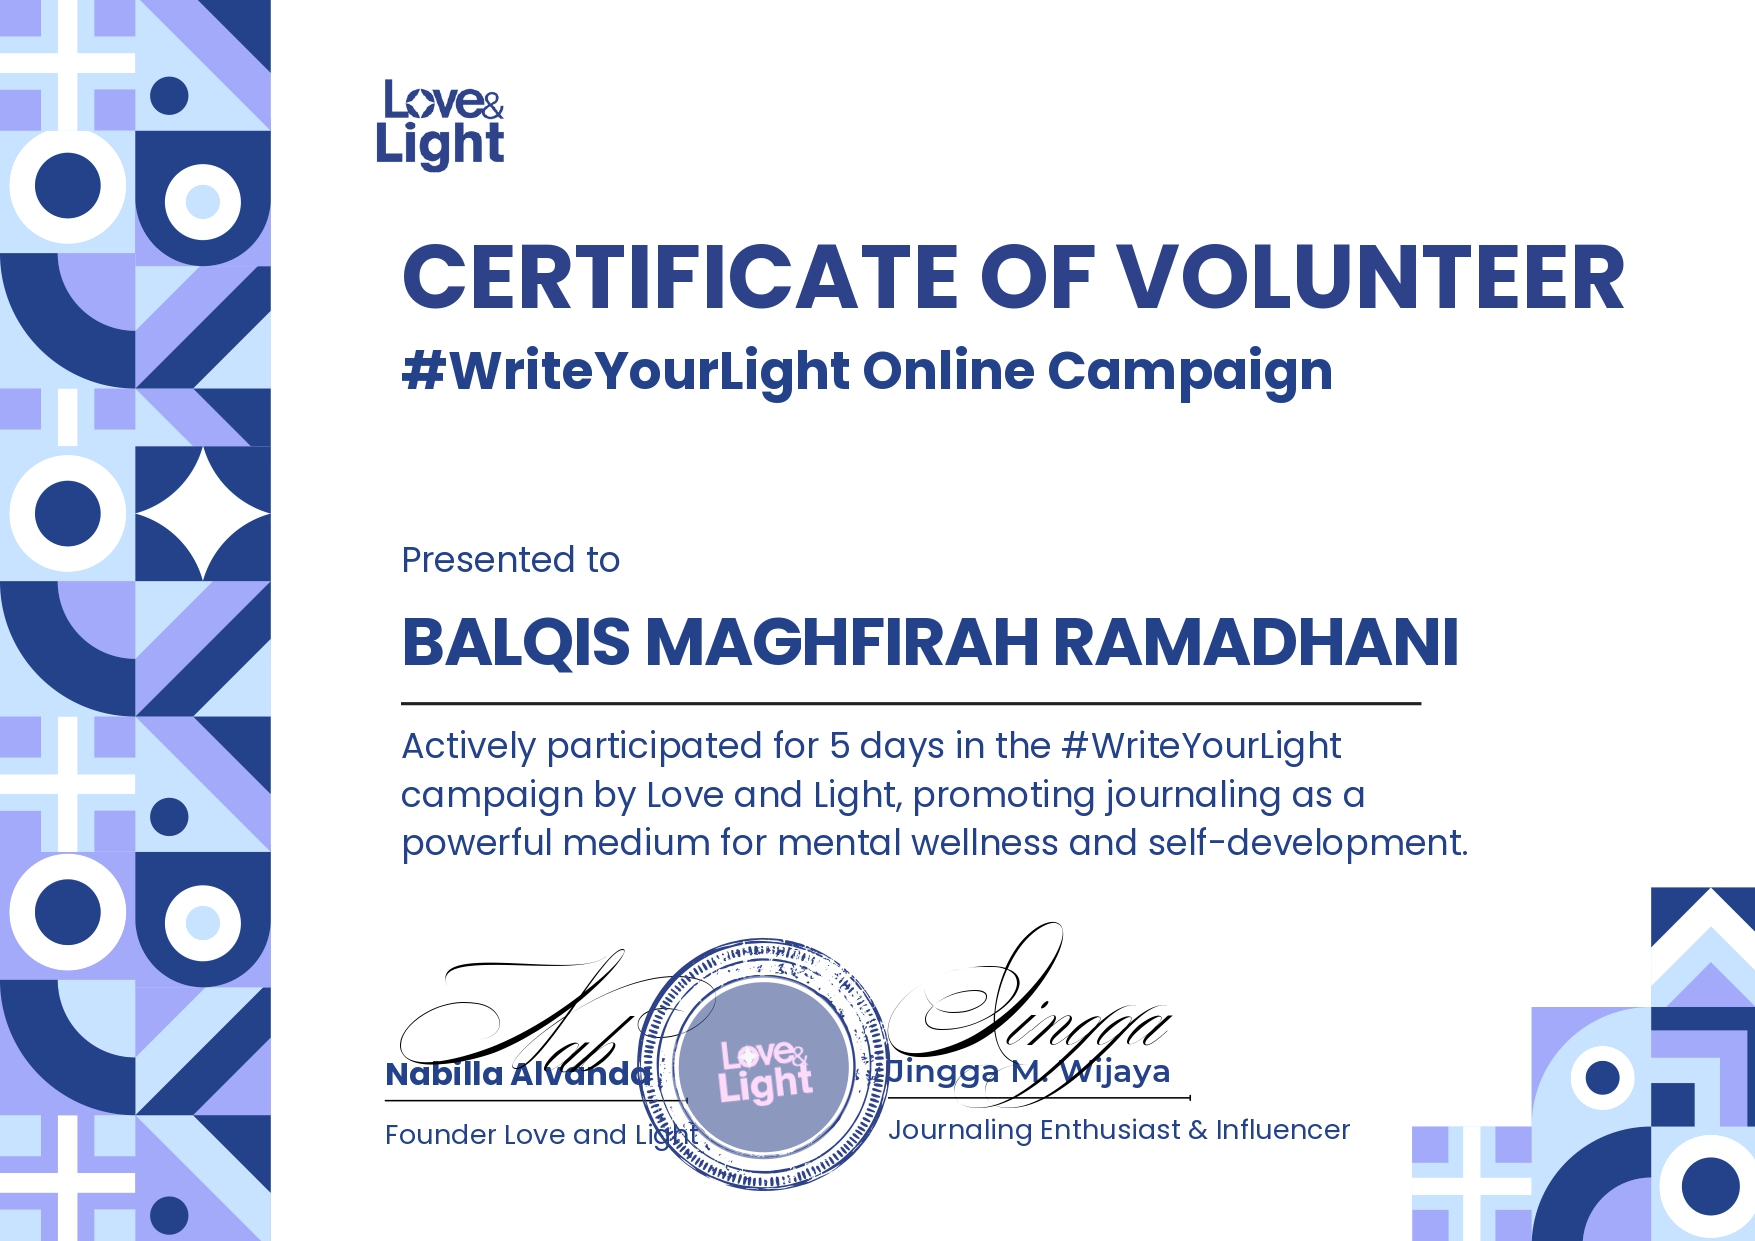 Love&
Light
CERTIFICATE OF VOLUNTEER
#WriteYourLight Online Campaign
Presented to
BALQIS MAGHFIRAH RAMADHANI
Actively participated for 5 days in the #WriteYourLight
campaign by Love and Light, promoting journaling as a
powerful medium for mental wellness and self-development.
Nab
Jingga
Nabilla Alvanda
Jingga M. Wijaya
Love&
Light
Founder Love and Light
Journaling Enthusiast & Influencer